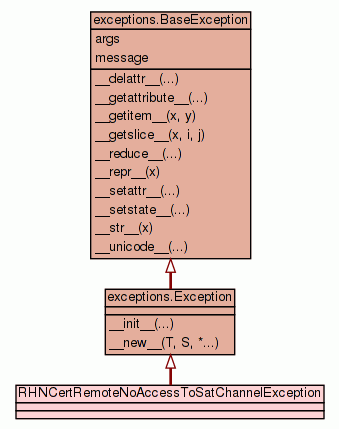 exceptions.BaseException
args
message
__delattr__(...)
__getattribute__(...)
__getitem__(x, y)
__getslice__(x, i, j)
__reduce__(...)
__repr__(x)
__setattr__(...)
__setstate__(...)
__str__(x)
__unicode__(...)
exceptions.Exception
__init__(...)
__new__(T, S, *...)
RHNCertRemoteNoAccessToSatChannelException